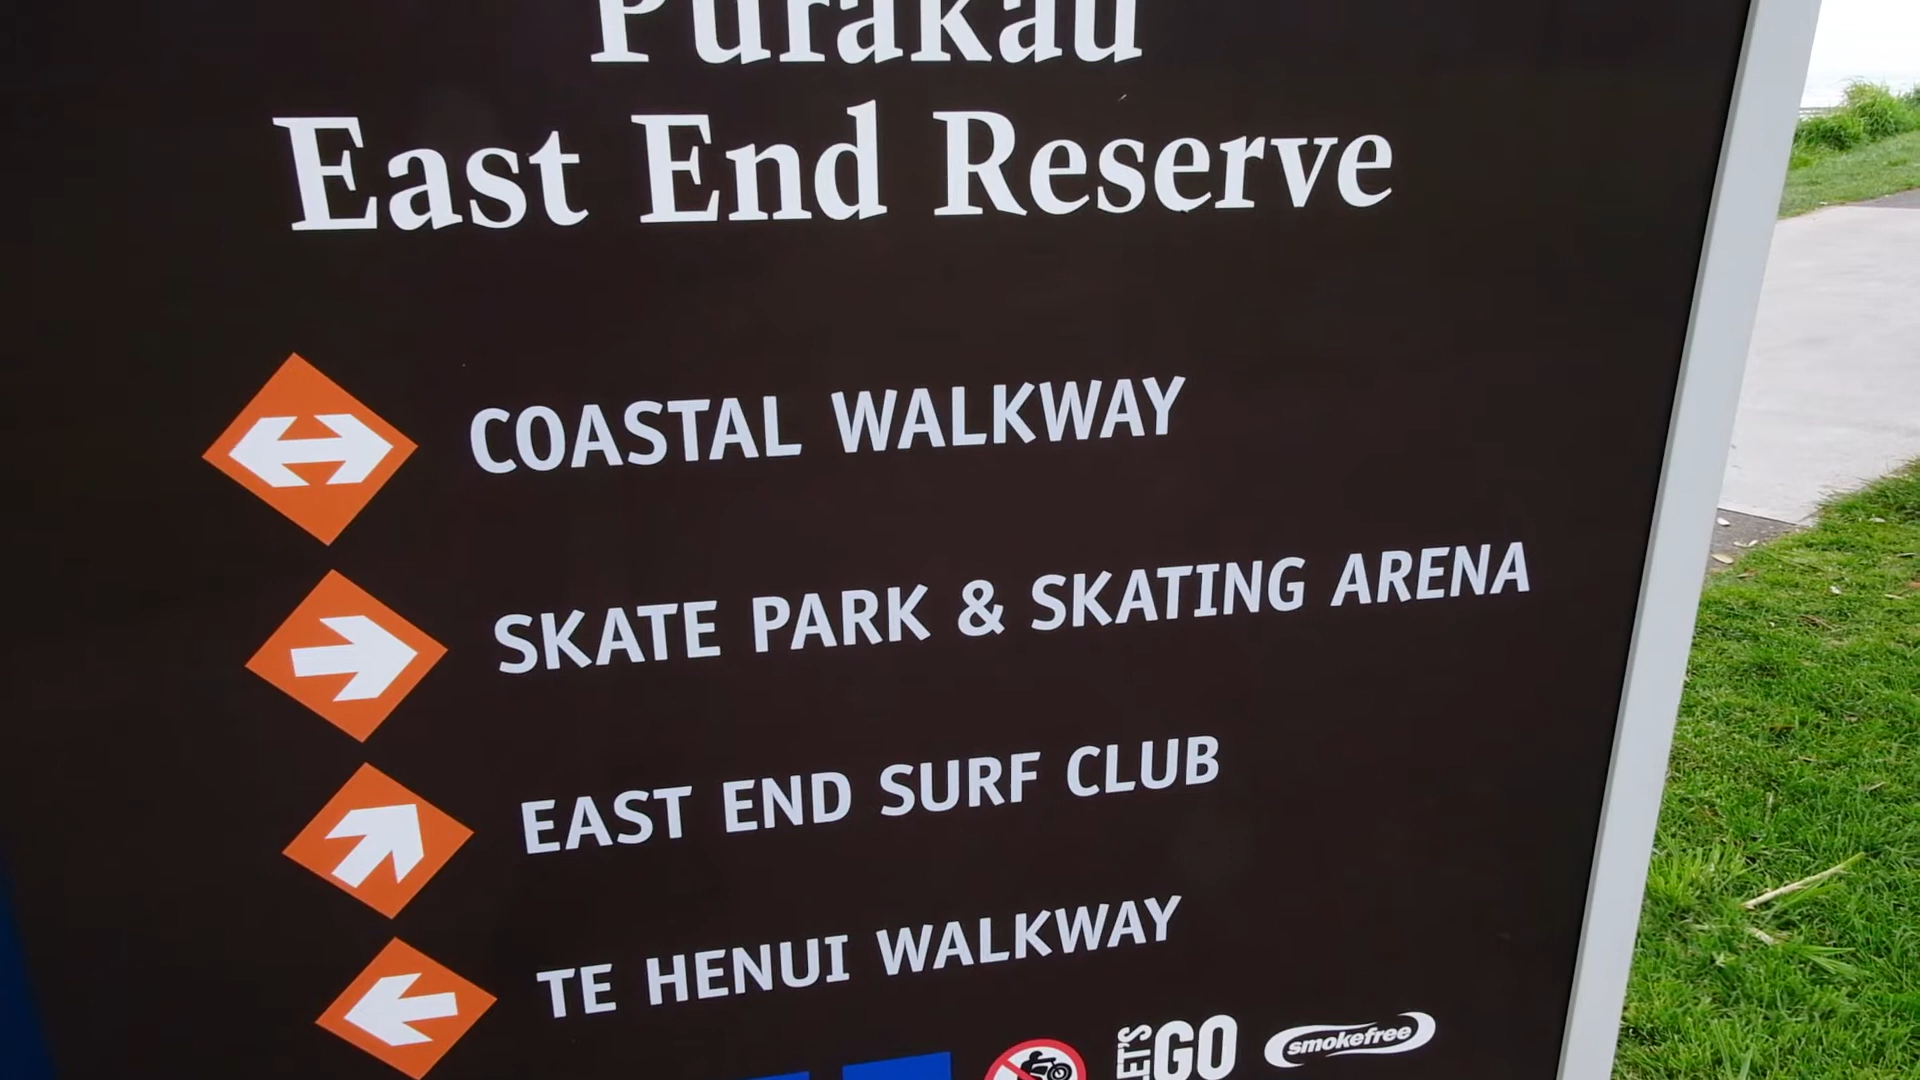 Purakau
East End Reserve
COASTAL WALKWAY
SKATE PARK & SKATING ARENA
EAST END SURF CLUB
TE HENUI WALKWAY
LET'S GO
smokefree